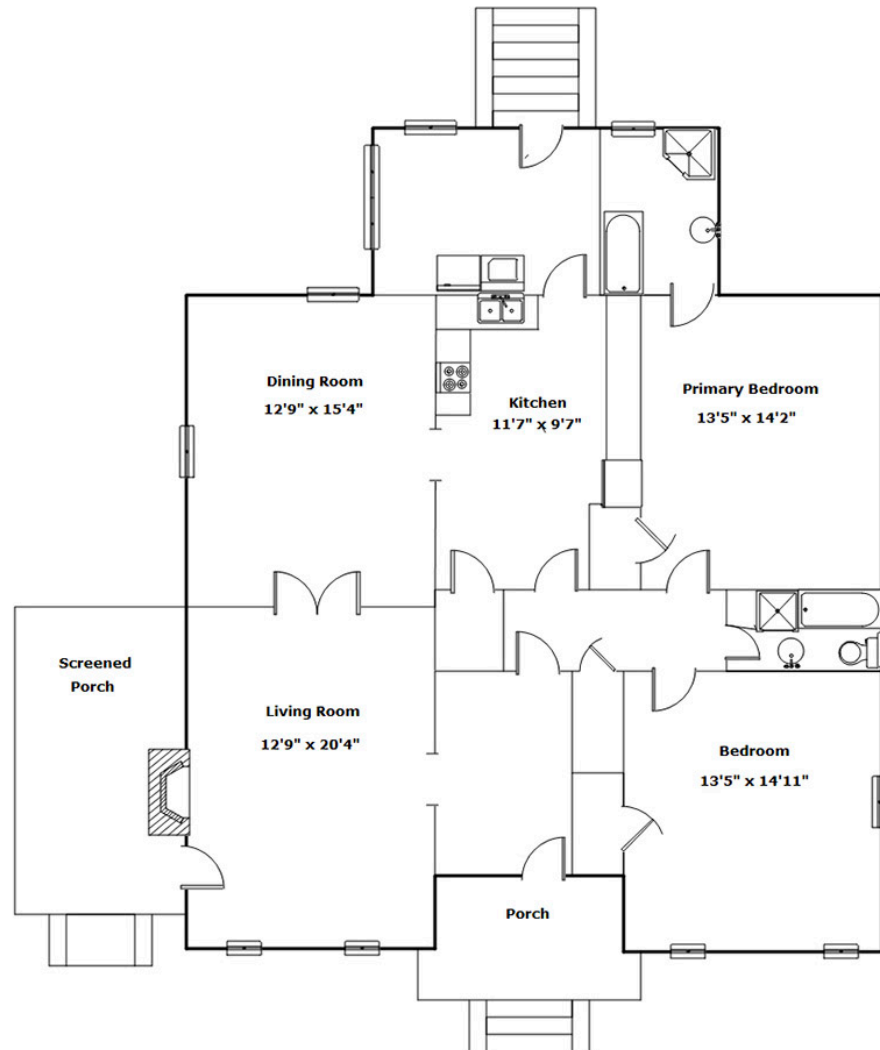 Dining Room
12'9" x 15'4"
Kitchen
11'7" x 9'7"
Primary Bedroom
13'5" x 14'2"
Screened
Porch
Living Room
12'9" x 20'4"
Bedroom
13'5" x 14'11"
Porch